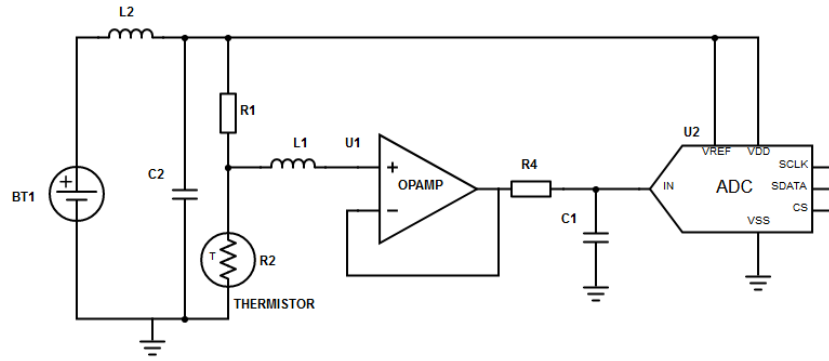 L2
R1
L1
U1
U2
VREF
VDD
SCLK
C2
+
OPAMP
R4
IN
ADC
SDATA
BT1
+
−
C1
CS
VSS
T
R2
THERMISTOR